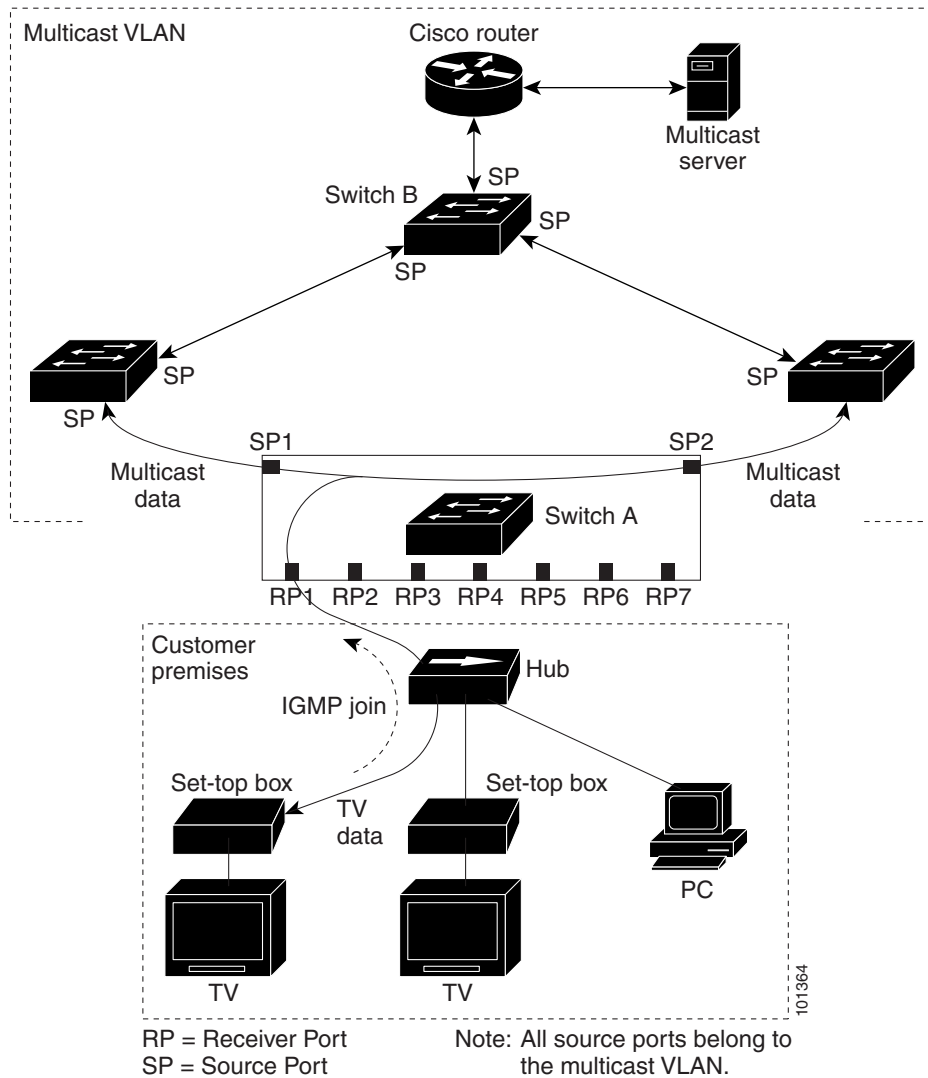 Multicast VLAN
Cisco router
Multicast
server
SP
Switch B
SP
SP
SP
SP
SP
SP1
SP2
Multicast
data
Multicast
data
Switch A
RP1 RP2 RP3 RP4 RP5 RP6 RP7
Customer
premises
Hub
IGMP join
Set-top box
Set-top box
TV
data
PC
TV
TV
101364
RP = Receiver Port
SP = Source Port
Note: All source ports belong to
the multicast VLAN.